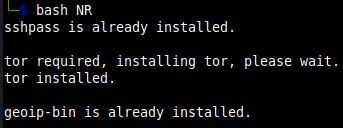 └─$ bash NR
sshpass is already installed.
tor required, installing tor, please wait.
tor installed.
geoip-bin is already installed.